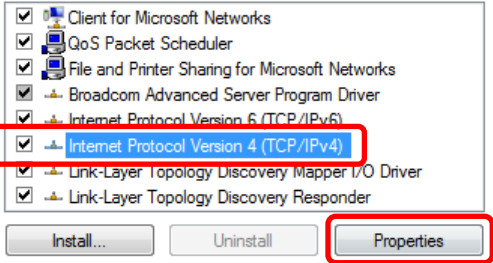 Client for Microsoft Networks
QoS Packet Scheduler
File and Printer Sharing for Microsoft Networks
Broadcom Advanced Server Program Driver
Internet Protocol Version 6 (TCP/IPv6)
Internet Protocol Version 4 (TCP/IPv4)
Link-Layer Topology Discovery Mapper I/O Driver
Link-Layer Topology Discovery Responder
Install... Uninstall Properties